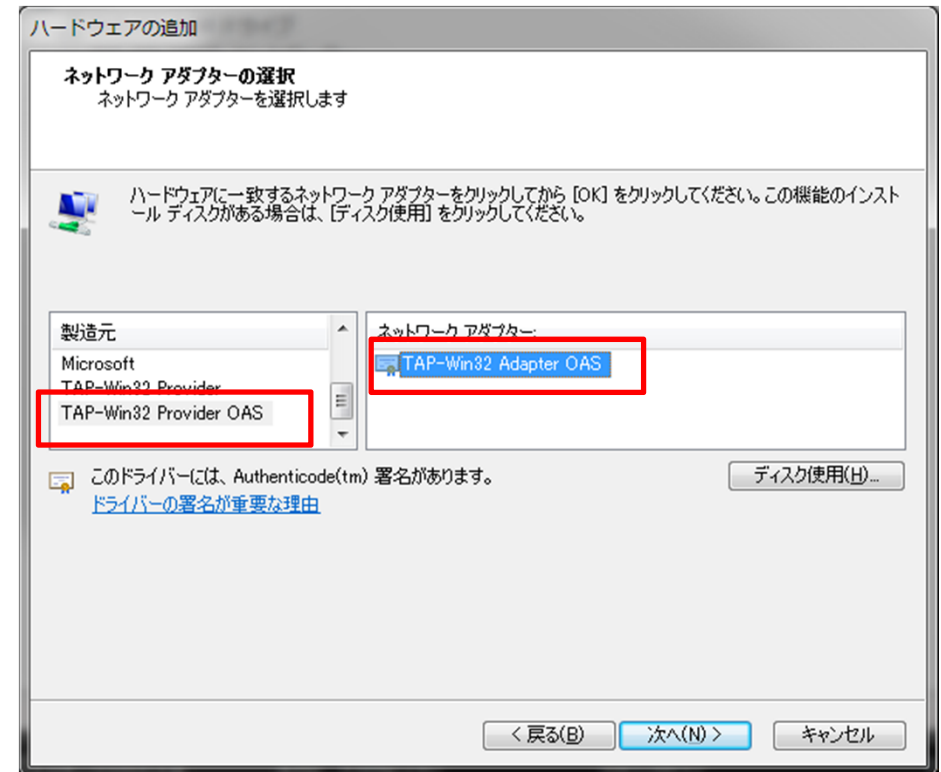 ハードウェアの追加
ネットワーク アダプターの選択
ネットワーク アダプターを選択します
ハードウェアに一致するネットワーク アダプターをクリックしてから [OK] をクリックしてください。この機能のインスト
ール ディスクがある場合は、[ディスク使用] をクリックしてください。
製造元
Microsoft
TAP-Win32 Provider
TAP-Win32 Provider OAS
ネットワーク アダプター:
TAP-Win32 Adapter OAS
このドライバーには、Authenticode(tm) 署名があります。
ドライバーの署名が重要な理由
ディスク使用(H)...
< 戻る(B)
次へ(N) >
キャンセル